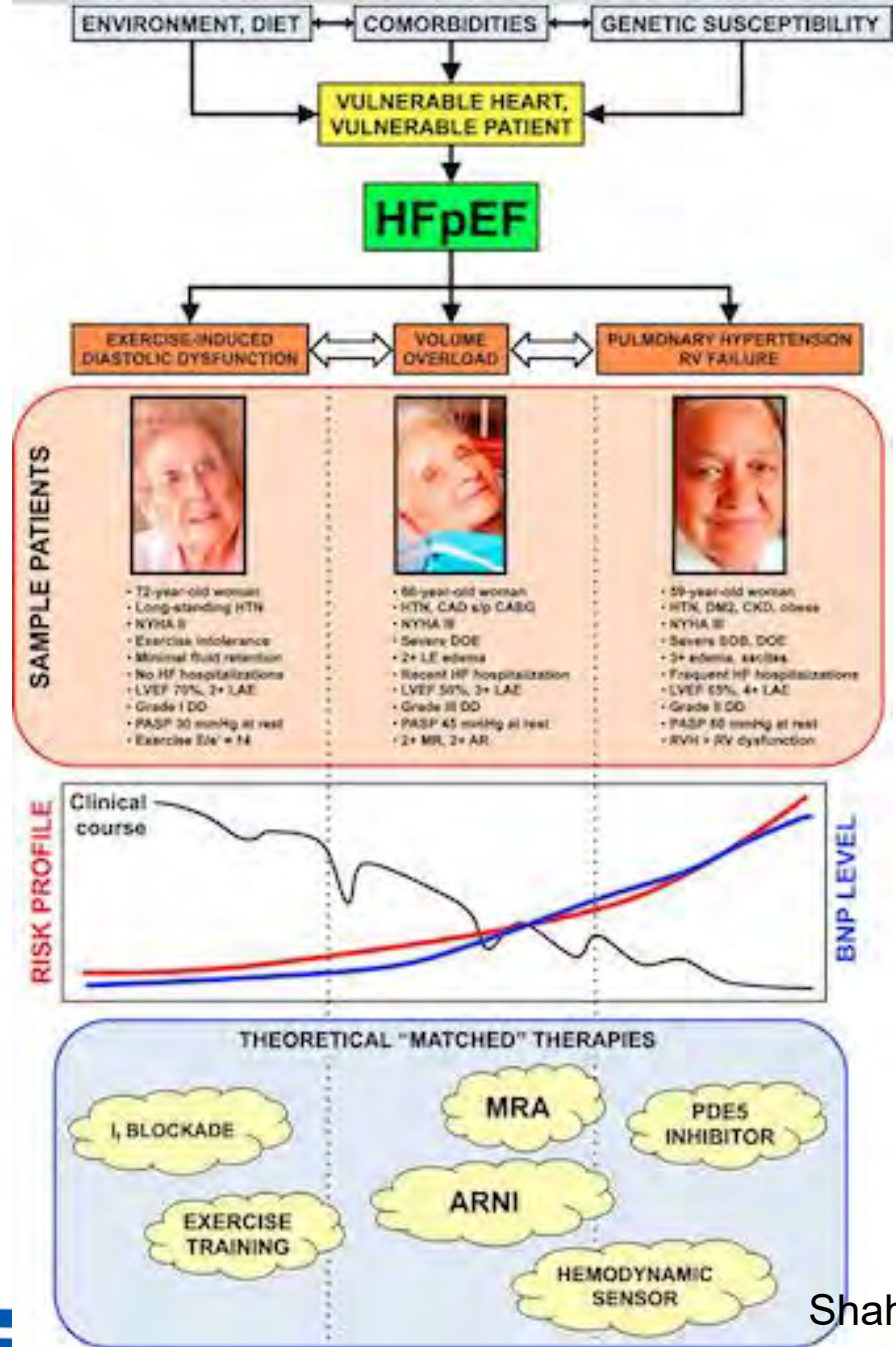 ENVIRONMENT, DIET
COMORBIDITIES
GENETIC SUSCEPTIBILITY
VULNERABLE HEART,
VULNERABLE PATIENT
HFpEF
EXERCISE-INDUCED
DIASTOLIC DYSFUNCTION
VOLUME
OVERLOAD
PULMONARY HYPERTENSION
RV FAILURE
SAMPLE PATIENTS
• 72-year-old woman
• Long-standing HTN
• NYHA II
• Exercise intolerance
• Minimal fluid retention
• No HF hospitalizations
• LVEF 70%, 2+ LAE
• Grade I DD
• PASP 30 mmHg at rest
• Exercise E/e' = 14
-year-old woman
• HTN, CAD s/p CABG
• NYHA III
• Severe DOE
• 2+ LE edema
• Recent HF hospitalization
• LVEF 50%, 3+ LAE
• Grade III DD
• PASP 45 mmHg at rest
• 2+ MR, 2+ AR
• 59-year-old woman
• HTN, DM2, CKD, obese
• NYHA III
• Severe SOB, DOE
• 3+ edema, ascites
• Frequent HF hospitalizations
• LVEF 65%, 4+ LAE
• Grade II DD
• PASP mmHg at rest
• RVH + RV dysfunction
Clinical
course
RISK PROFILE
BNP LEVEL
THEORETICAL "MATCHED" THERAPIES
BLOCKADE
EXERCISE
TRAINING
MRA
ARNI
PDE5
INHIBITOR
HEMODYNAMIC
SENSOR
Shah